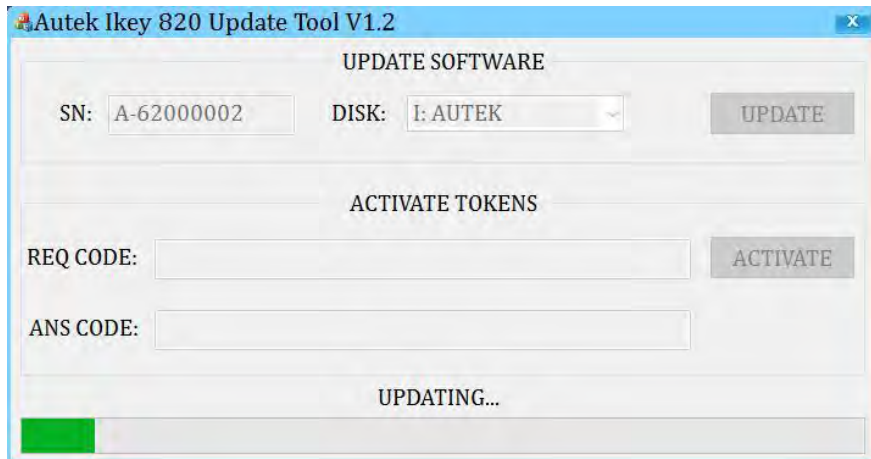 Autek Ikey 820 Update Tool V1.2
UPDATE SOFTWARE
SN: A-62000002 DISK: I: AUTEK UPDATE
ACTIVATE TOKENS
REQ CODE: ACTIVATE
ANS CODE:
UPDATING...